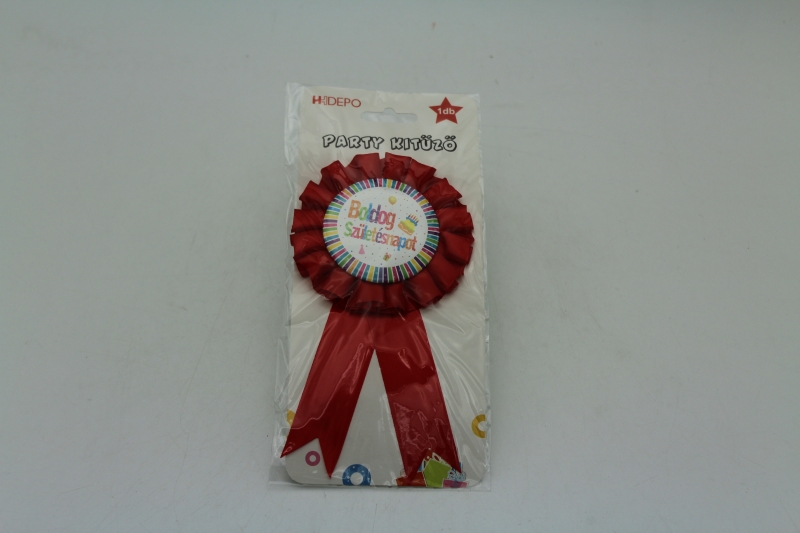 HDEPO
1db
PARTY KITŰZŐ
Boldog
Születésnapot